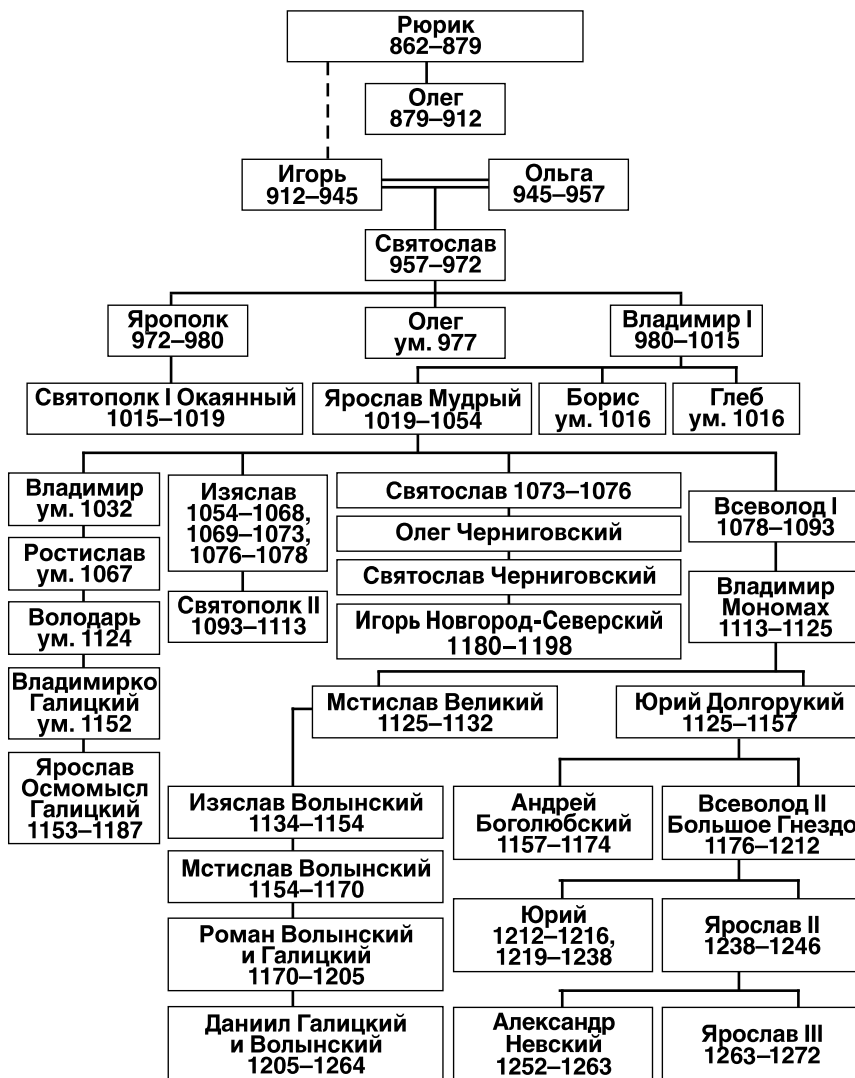 Рюрик
862–879
Олег
879–912
Игорь
912–945
Ольга
945–957
Святослав
957–972
Ярополк
972–980
Олег
ум. 977
Владимир I
980–1015
Святополк I Окаянный
1015–1019
Ярослав Мудрый
1019–1054
Борис
ум. 1016
Глеб
ум. 1016
Владимир
ум. 1032
Изяслав
1054–1068,
1069–1073,
1076–1078
Святослав 1073–1076
Всеволод I
1078–1093
Ростислав
ум. 1067
Олег Черниговский
Святослав Черниговский
Володарь
ум. 1124
Святополк II
1093–1113
Игорь Новгород-Северский
1180–1198
Владимир
Мономах
1113–1125
Владимирко
Галицкий
ум. 1152
Мстислав Великий
1125–1132
Юрий Долгорукий
1125–1157
Ярослав
Осмомысл
Галицкий
1153–1187
Изяслав Волынский
1134–1154
Андрей
Боголюбский
1157–1174
Всеволод II
Большое Гнездо
1176–1212
Мстислав Волынский
1154–1170
Роман Волынский
и Галицкий
1170–1205
Юрий
1212–1216,
1219–1238
Ярослав II
1238–1246
Даниил Галицкий
и Волынский
1205–1264
Александр
Невский
1252–1263
Ярослав III
1263–1272